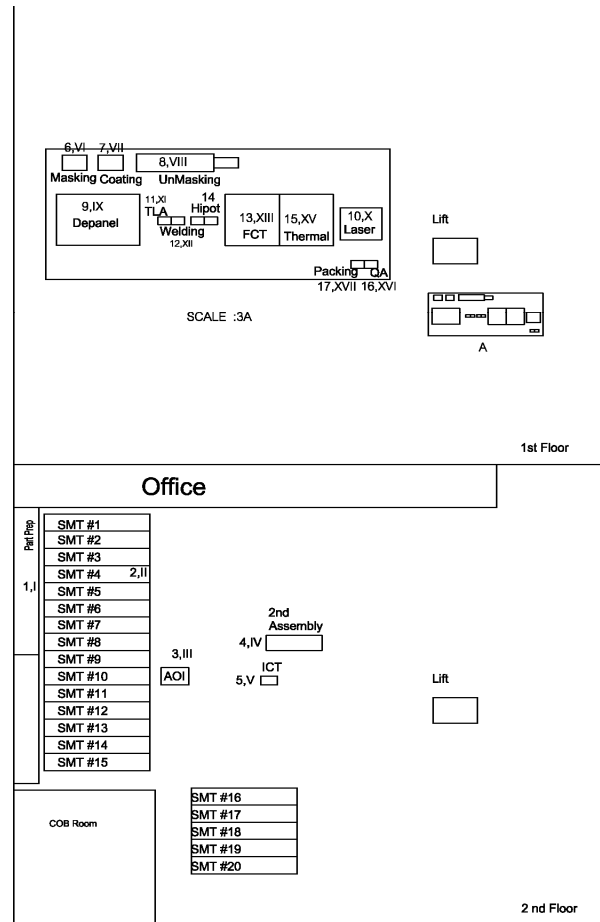 6,VI 7,VII
8,VIII
Masking Coating UnMasking
9,IX
Depanel
11,XI
TLA
14
Hipot
Welding
12,XII
13,XIII
FCT
15,XV
Thermal
10,X
Laser
Packing QA
17,XVII 16,XVI
Lift
SCALE :3A
A
1st Floor
Office
Part Prep
1,I
SMT #1
SMT #2
SMT #3
SMT #4 2,II
SMT #5
SMT #6
SMT #7
SMT #8
SMT #9
SMT #10
SMT #11
SMT #12
SMT #13
SMT #14
SMT #15
3,III
AOI
2nd
Assembly
4,IV
ICT
5,V
Lift
COB Room
SMT #16
SMT #17
SMT #18
SMT #19
SMT #20
2 nd Floor